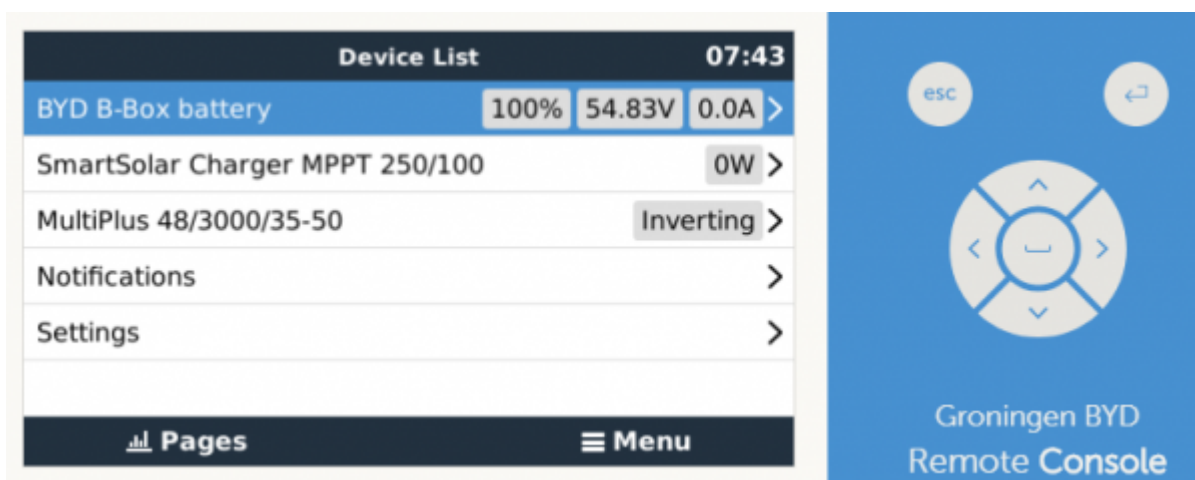 Device List 07:43
BYD B-Box battery 100% 54.83V 0.0A
SmartSolar Charger MPPT 250/100 0W
MultiPlus 48/3000/35-50 Inverting
Notifications
Settings
Pages Menu
esc
Groningen BYD
Remote Console